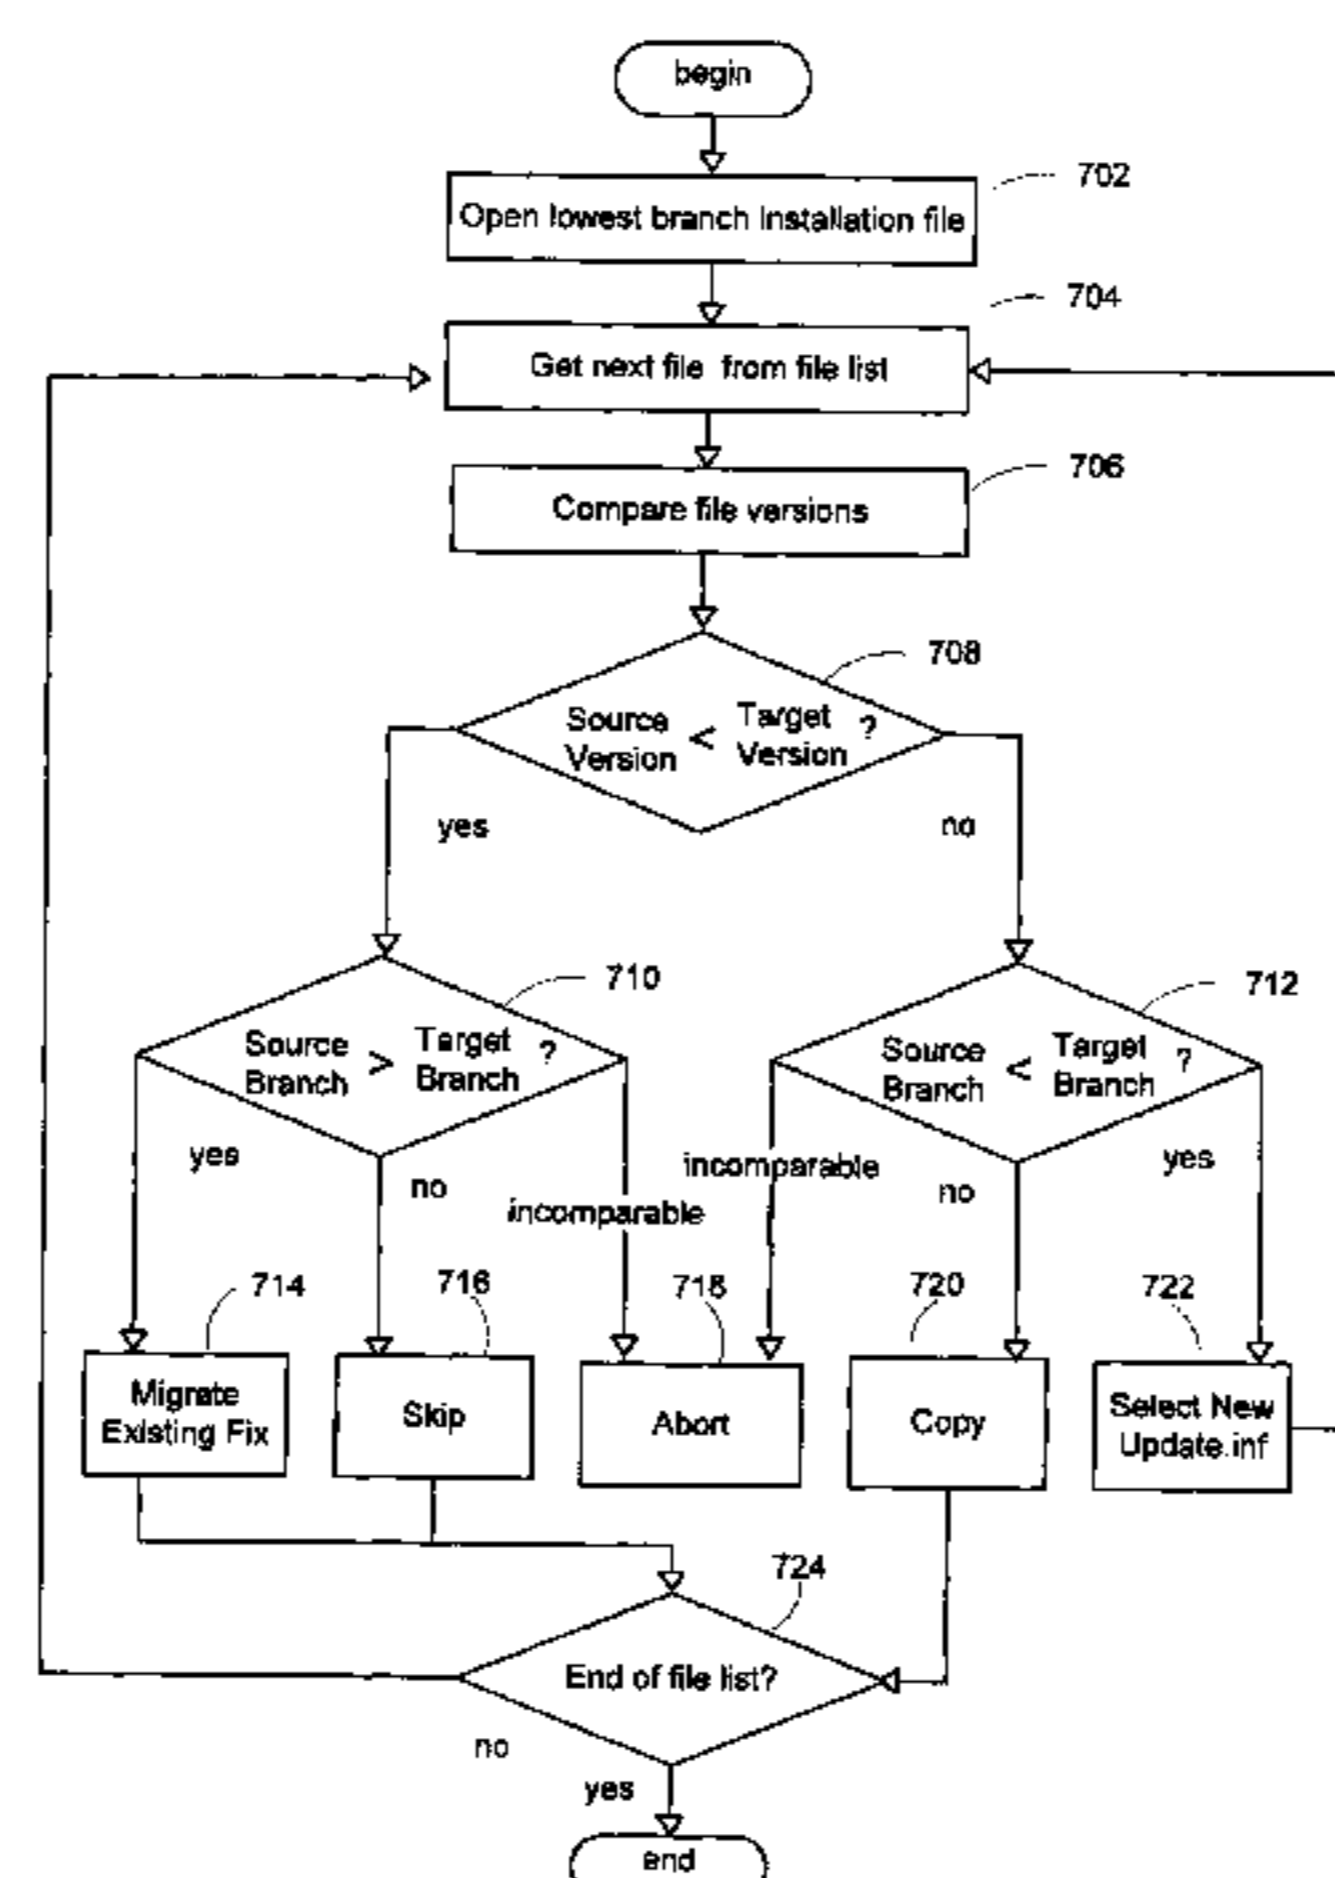 begin
702
Open lowest branch Installation file
704
Get next file from file list
706
Compare file versions
708
Source Version < Target Version ?
yes
no
710
Source Branch > Target Branch ?
712
Source Branch < Target Branch ?
yes
no
incomparable
incomparable
no
yes
714
Migrate
Existing Fix
716
Skip
718
Abort
720
Copy
722
Select New
Update.inf
724
End of file list?
no
yes
end